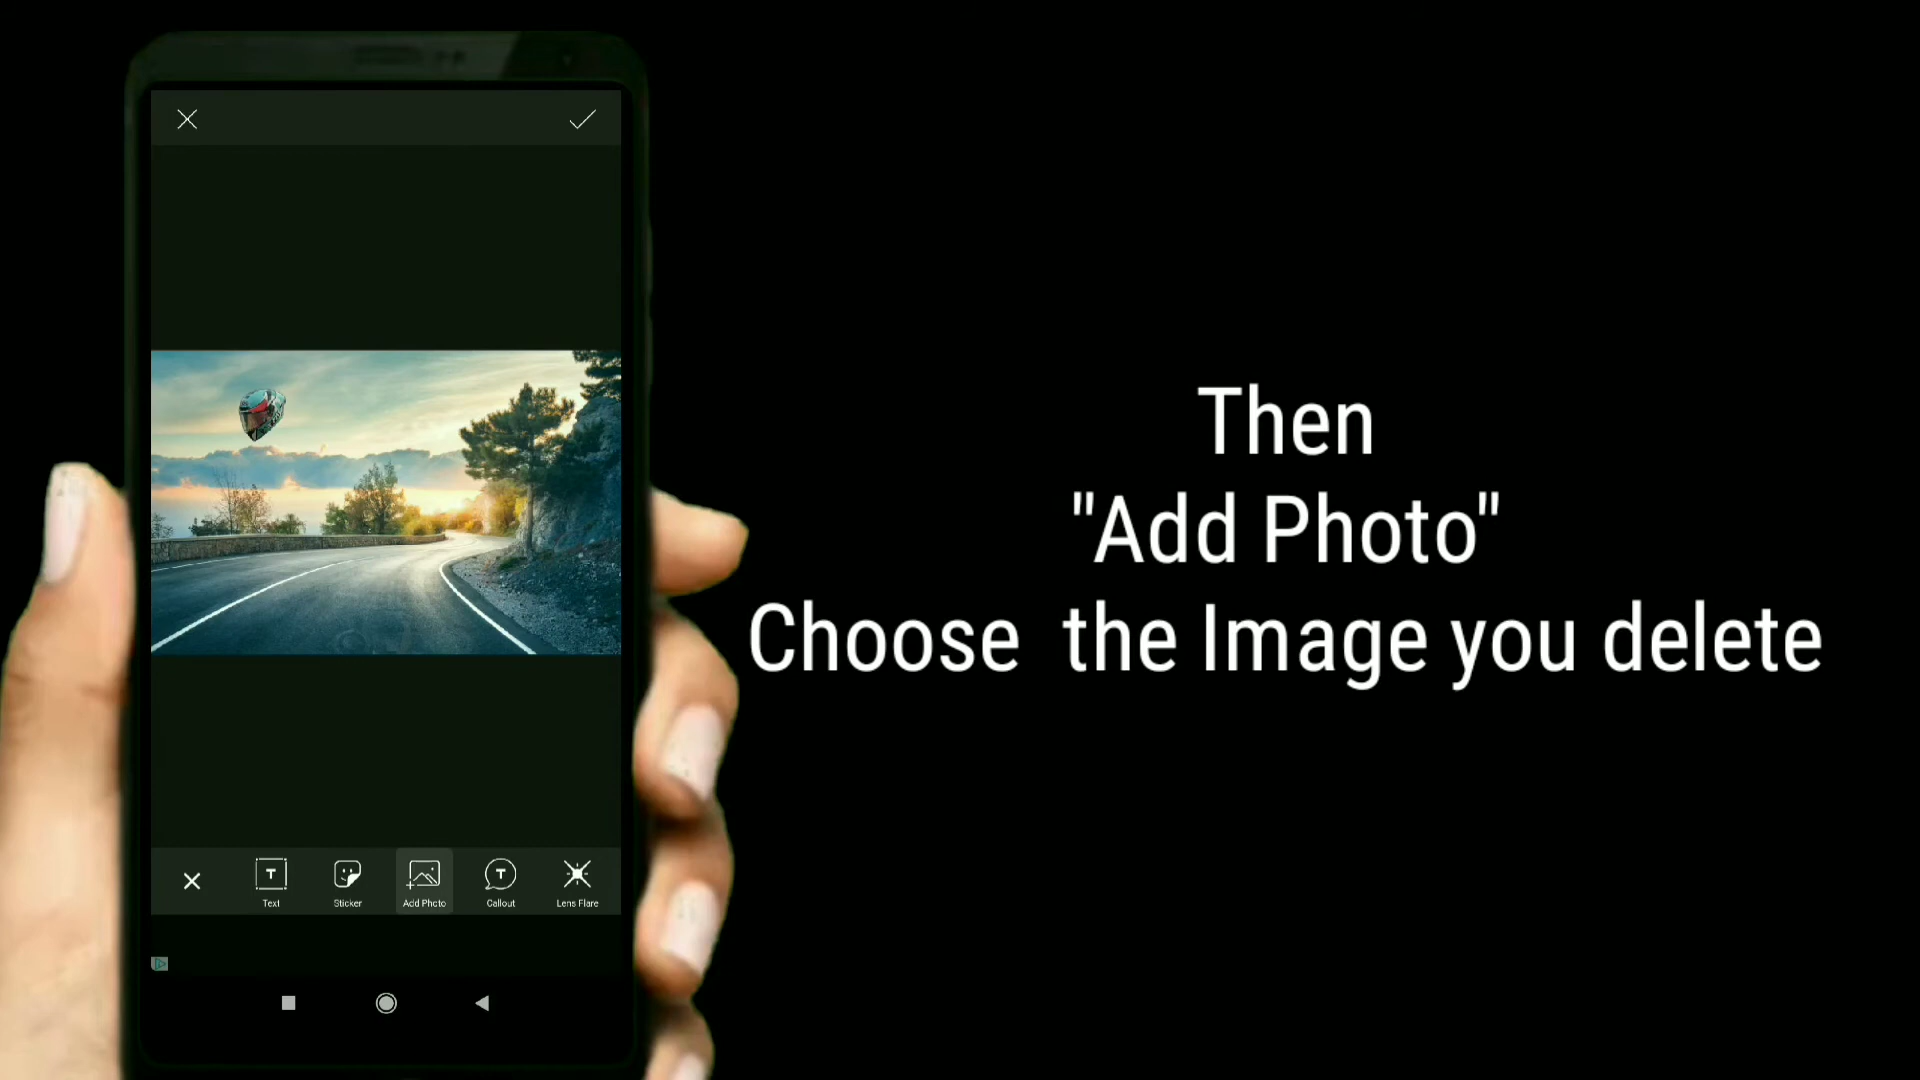 Then
"Add Photo"
Choose the Image you delete
Text
Sticker
Add Photo
Callout
Lens Flare